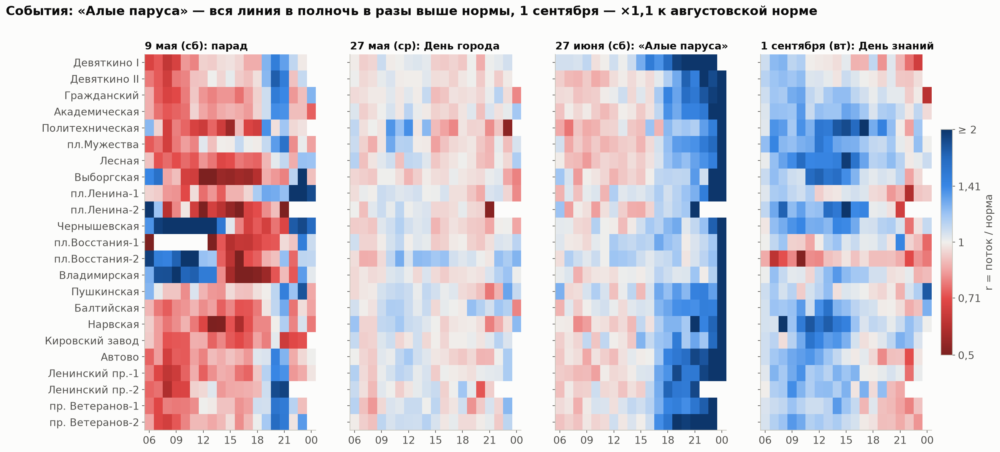 События: «Алые паруса» — вся линия в полночь в разы выше нормы, 1 сентября — ×1,1 к августовской норме
9 мая (сб): парад
27 мая (ср): День города
27 июня (сб): «Алые паруса»
1 сентября (вт): День знаний
Девяткино I
Девяткино II
Гражданский
Академическая
Политехническая
пл.Мужества
Лесная
Выборгская
пл.Ленина-1
пл.Ленина-2
Чернышевская
пл.Восстания-1
пл.Восстания-2
Владимирская
Пушкинская
Балтийская
Нарвская
Кировский завод
Автово
Ленинский пр.-1
Ленинский пр.-2
пр. Ветеранов-1
пр. Ветеранов-2
06 09 12 15 18 21 00
06 09 12 15 18 21 00
06 09 12 15 18 21 00
06 09 12 15 18 21 00
≥ 2
1,41
1
0,71
0,5
r = поток / норма